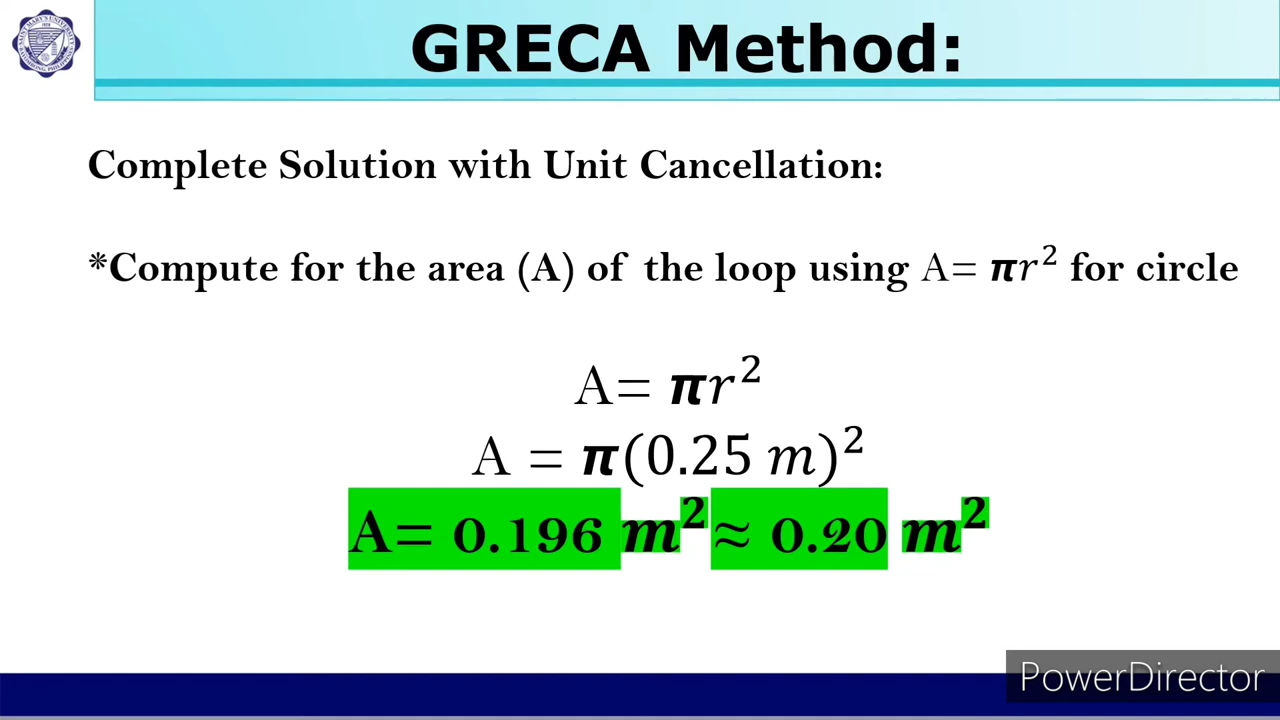 GRECA Method:
Complete Solution with Unit Cancellation:
*Compute for the area (A) of the loop using A= πr² for circle
A= πr²
A = π(0.25 m)²
A= 0.196 m² ≈ 0.20 m²
PowerDirector